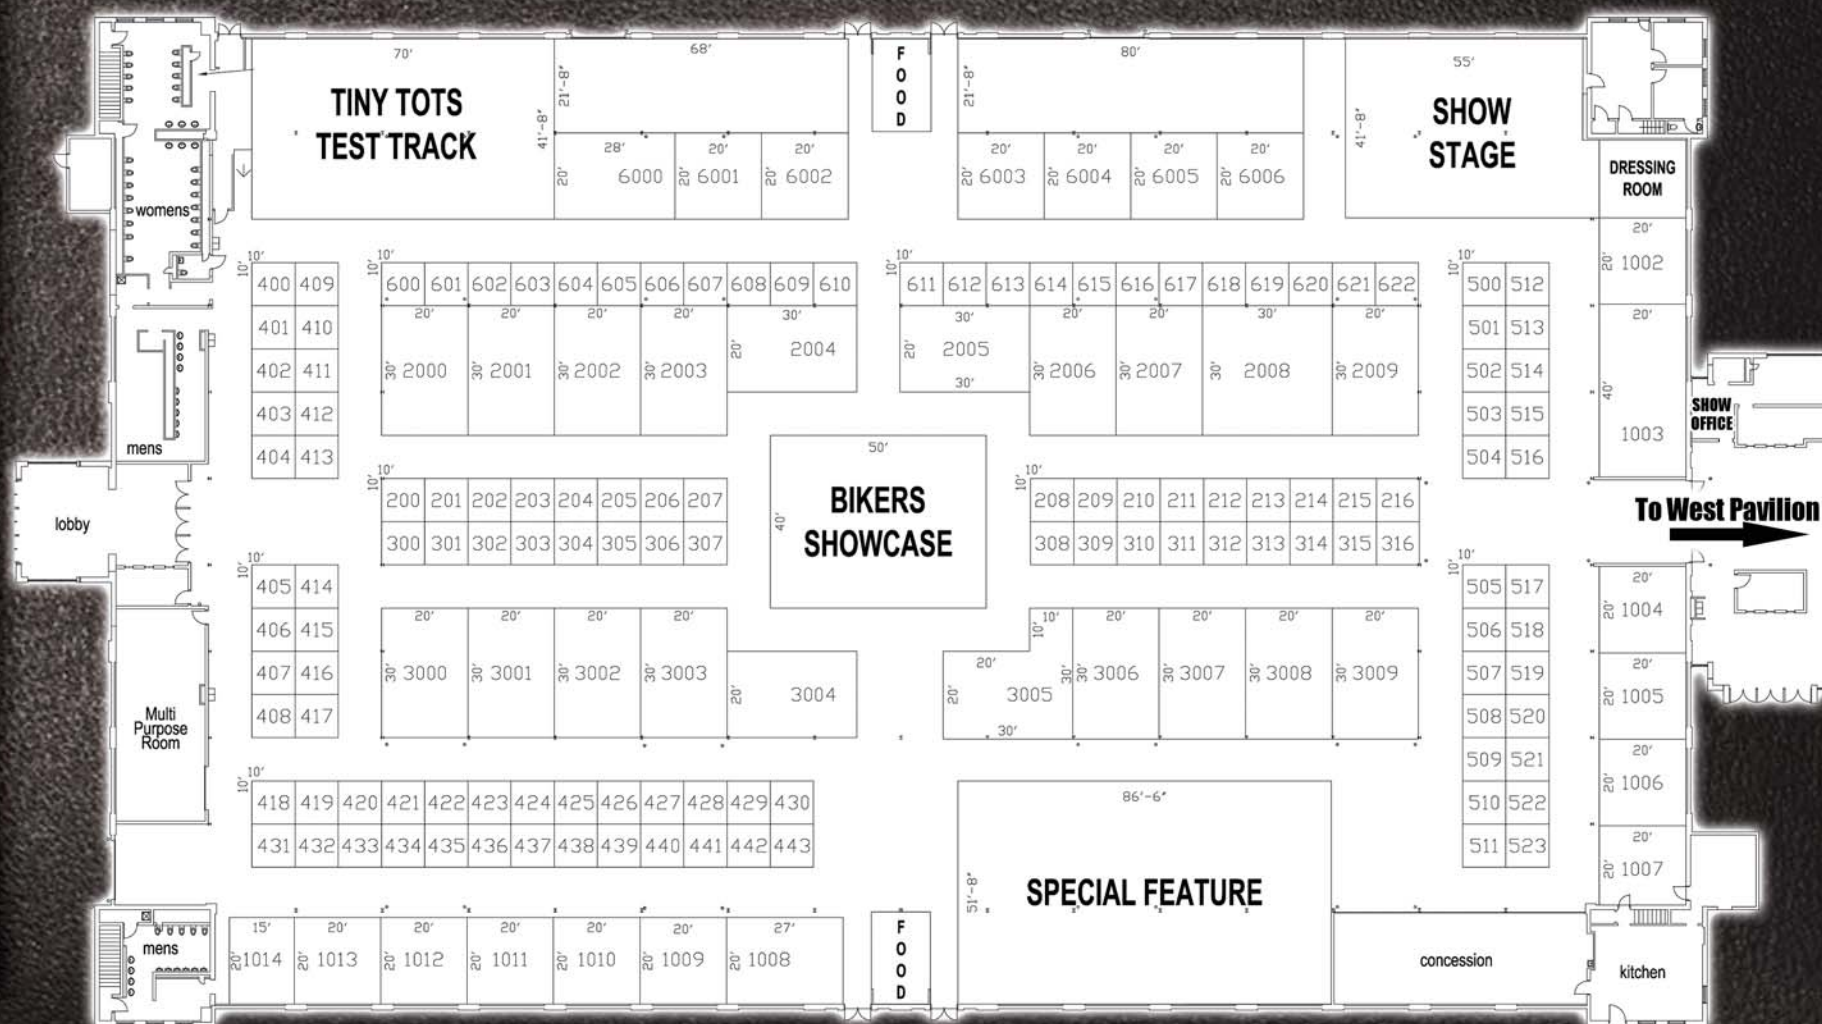 70'
68'
80'
55'
F
O
O
D
21'-8"
21'-8"
TINY TOTS
TEST TRACK
41'-8"
SHOW
STAGE
41'-8"
28' 20' 20'
20' 6000 20' 6001 20' 6002
20' 20' 20' 20'
20' 6003 20' 6004 20' 6005 20' 6006
DRESSING
ROOM
womens
20'
20' 1002
10' 10' 10' 10' 10' 10' 10' 10'
400 409 600 601 602 603 604 605 606 607 608 609 610 611 612 613 614 615 616 617 618 619 620 621 622 500 512
401 410 20' 20' 20' 20' 30' 30' 20' 20' 30' 20' 501 513 20'
20' 2004 20' 2005
402 411 30' 2000 30' 2001 30' 2002 30' 2003 30' 30' 2006 30' 2007 30' 2008 30' 2009 502 514
40'
403 412 503 515
SHOW
OFFICE
1003
mens
404 413 504 516
50'
10' 10' 10' 10'
200 201 202 203 204 205 206 207 208 209 210 211 212 213 214 215 216
BIKERS
SHOWCASE
40'
To West Pavilion
lobby
300 301 302 303 304 305 306 307 308 309 310 311 312 313 314 315 316
10' 10' 10' 10'
405 414 505 517
20'
20' 1004
406 415 20' 20' 20' 20' 10' 20' 20' 20' 20' 506 518
10'
407 416 30' 3000 30' 3001 30' 3002 30' 3003 20' 30' 30' 3006 30' 3007 30' 3008 30' 3009 507 519
20'
20' 1005
20' 3004 20' 3005
408 417 508 520
30'
Multi
Purpose
Room
509 521
20'
20' 1006
10' 10'
418 419 420 421 422 423 424 425 426 427 428 429 430
86'-6"
510 522
431 432 433 434 435 436 437 438 439 440 441 442 443
511 523
20'
20' 1007
51'-8"
SPECIAL FEATURE
15' 20' 20' 20' 20' 20' 27'
20' 1014 20' 1013 20' 1012 20' 1011 20' 1010 20' 1009 20' 1008
mens
F
O
O
D
concession
kitchen